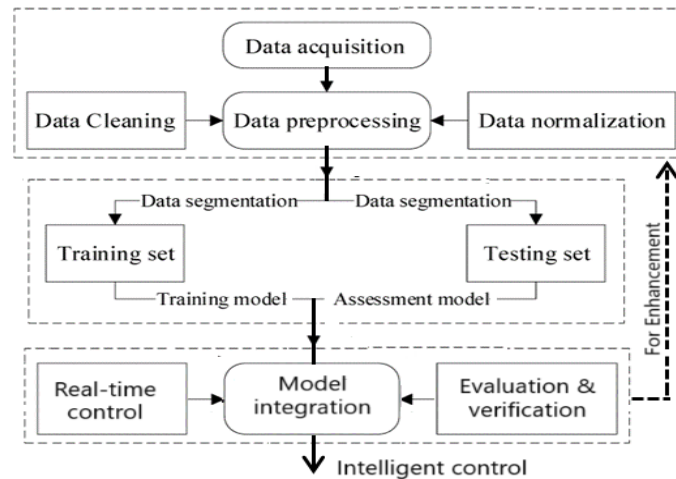 Data acquisition
Data Cleaning
Data preprocessing
Data normalization
Data segmentation
Data segmentation
Training set
Testing set
Training model
Assessment model
For Enhancement
Real-time
control
Model
integration
Evaluation &
verification
Intelligent control